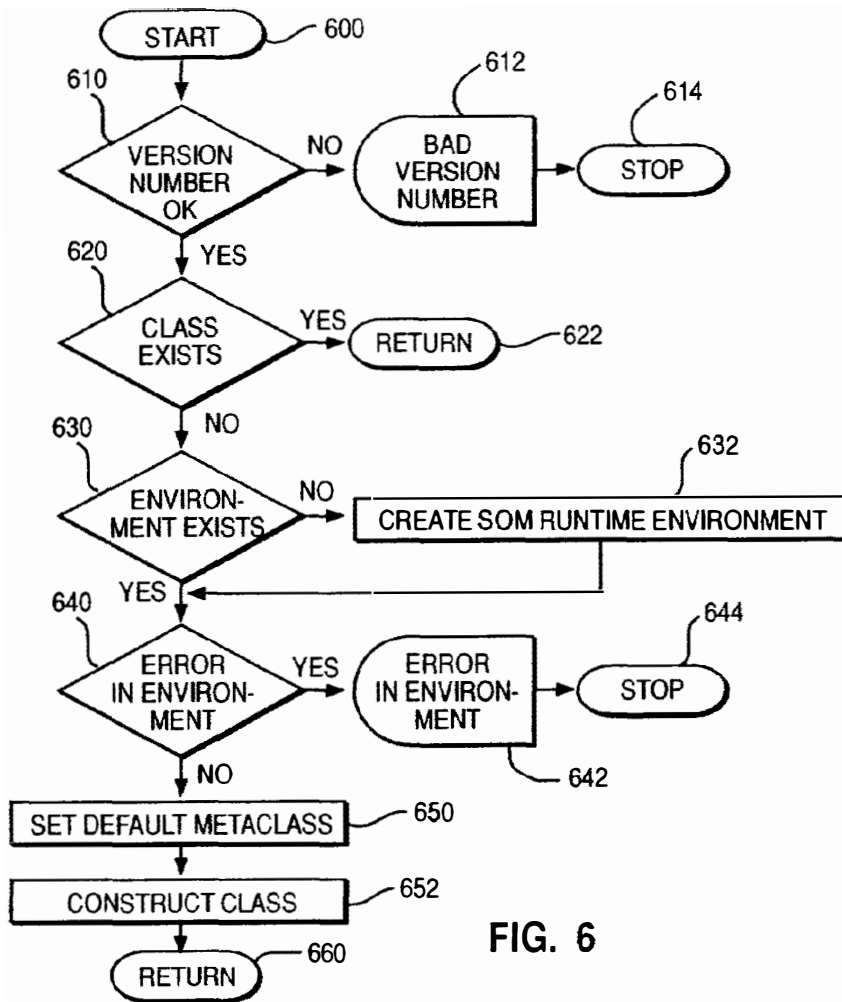 START
600
610
612
614
VERSION
NUMBER
OK
NO
BAD
VERSION
NUMBER
STOP
YES
620
CLASS
EXISTS
YES
RETURN
622
NO
630
632
ENVIRON-
MENT EXISTS
NO
CREATE SOM RUNTIME ENVIRONMENT
YES
640
644
ERROR
IN ENVIRON-
MENT
YES
ERROR
IN ENVIRON-
MENT
STOP
642
NO
SET DEFAULT METACLASS
650
CONSTRUCT CLASS
652
RETURN
660
FIG. 6